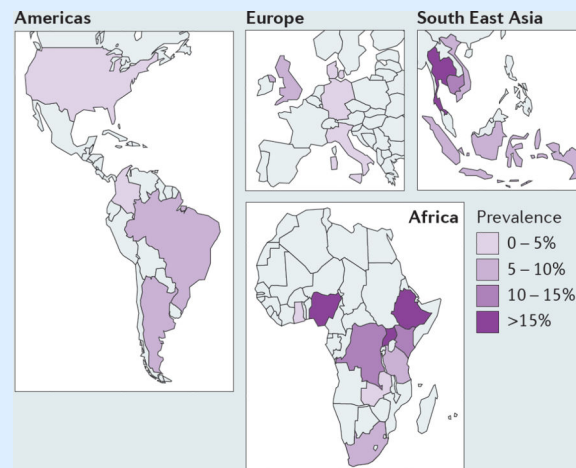 Americas
Europe
South East Asia
Africa
Prevalence
0 – 5%
5 – 10%
10 – 15%
>15%